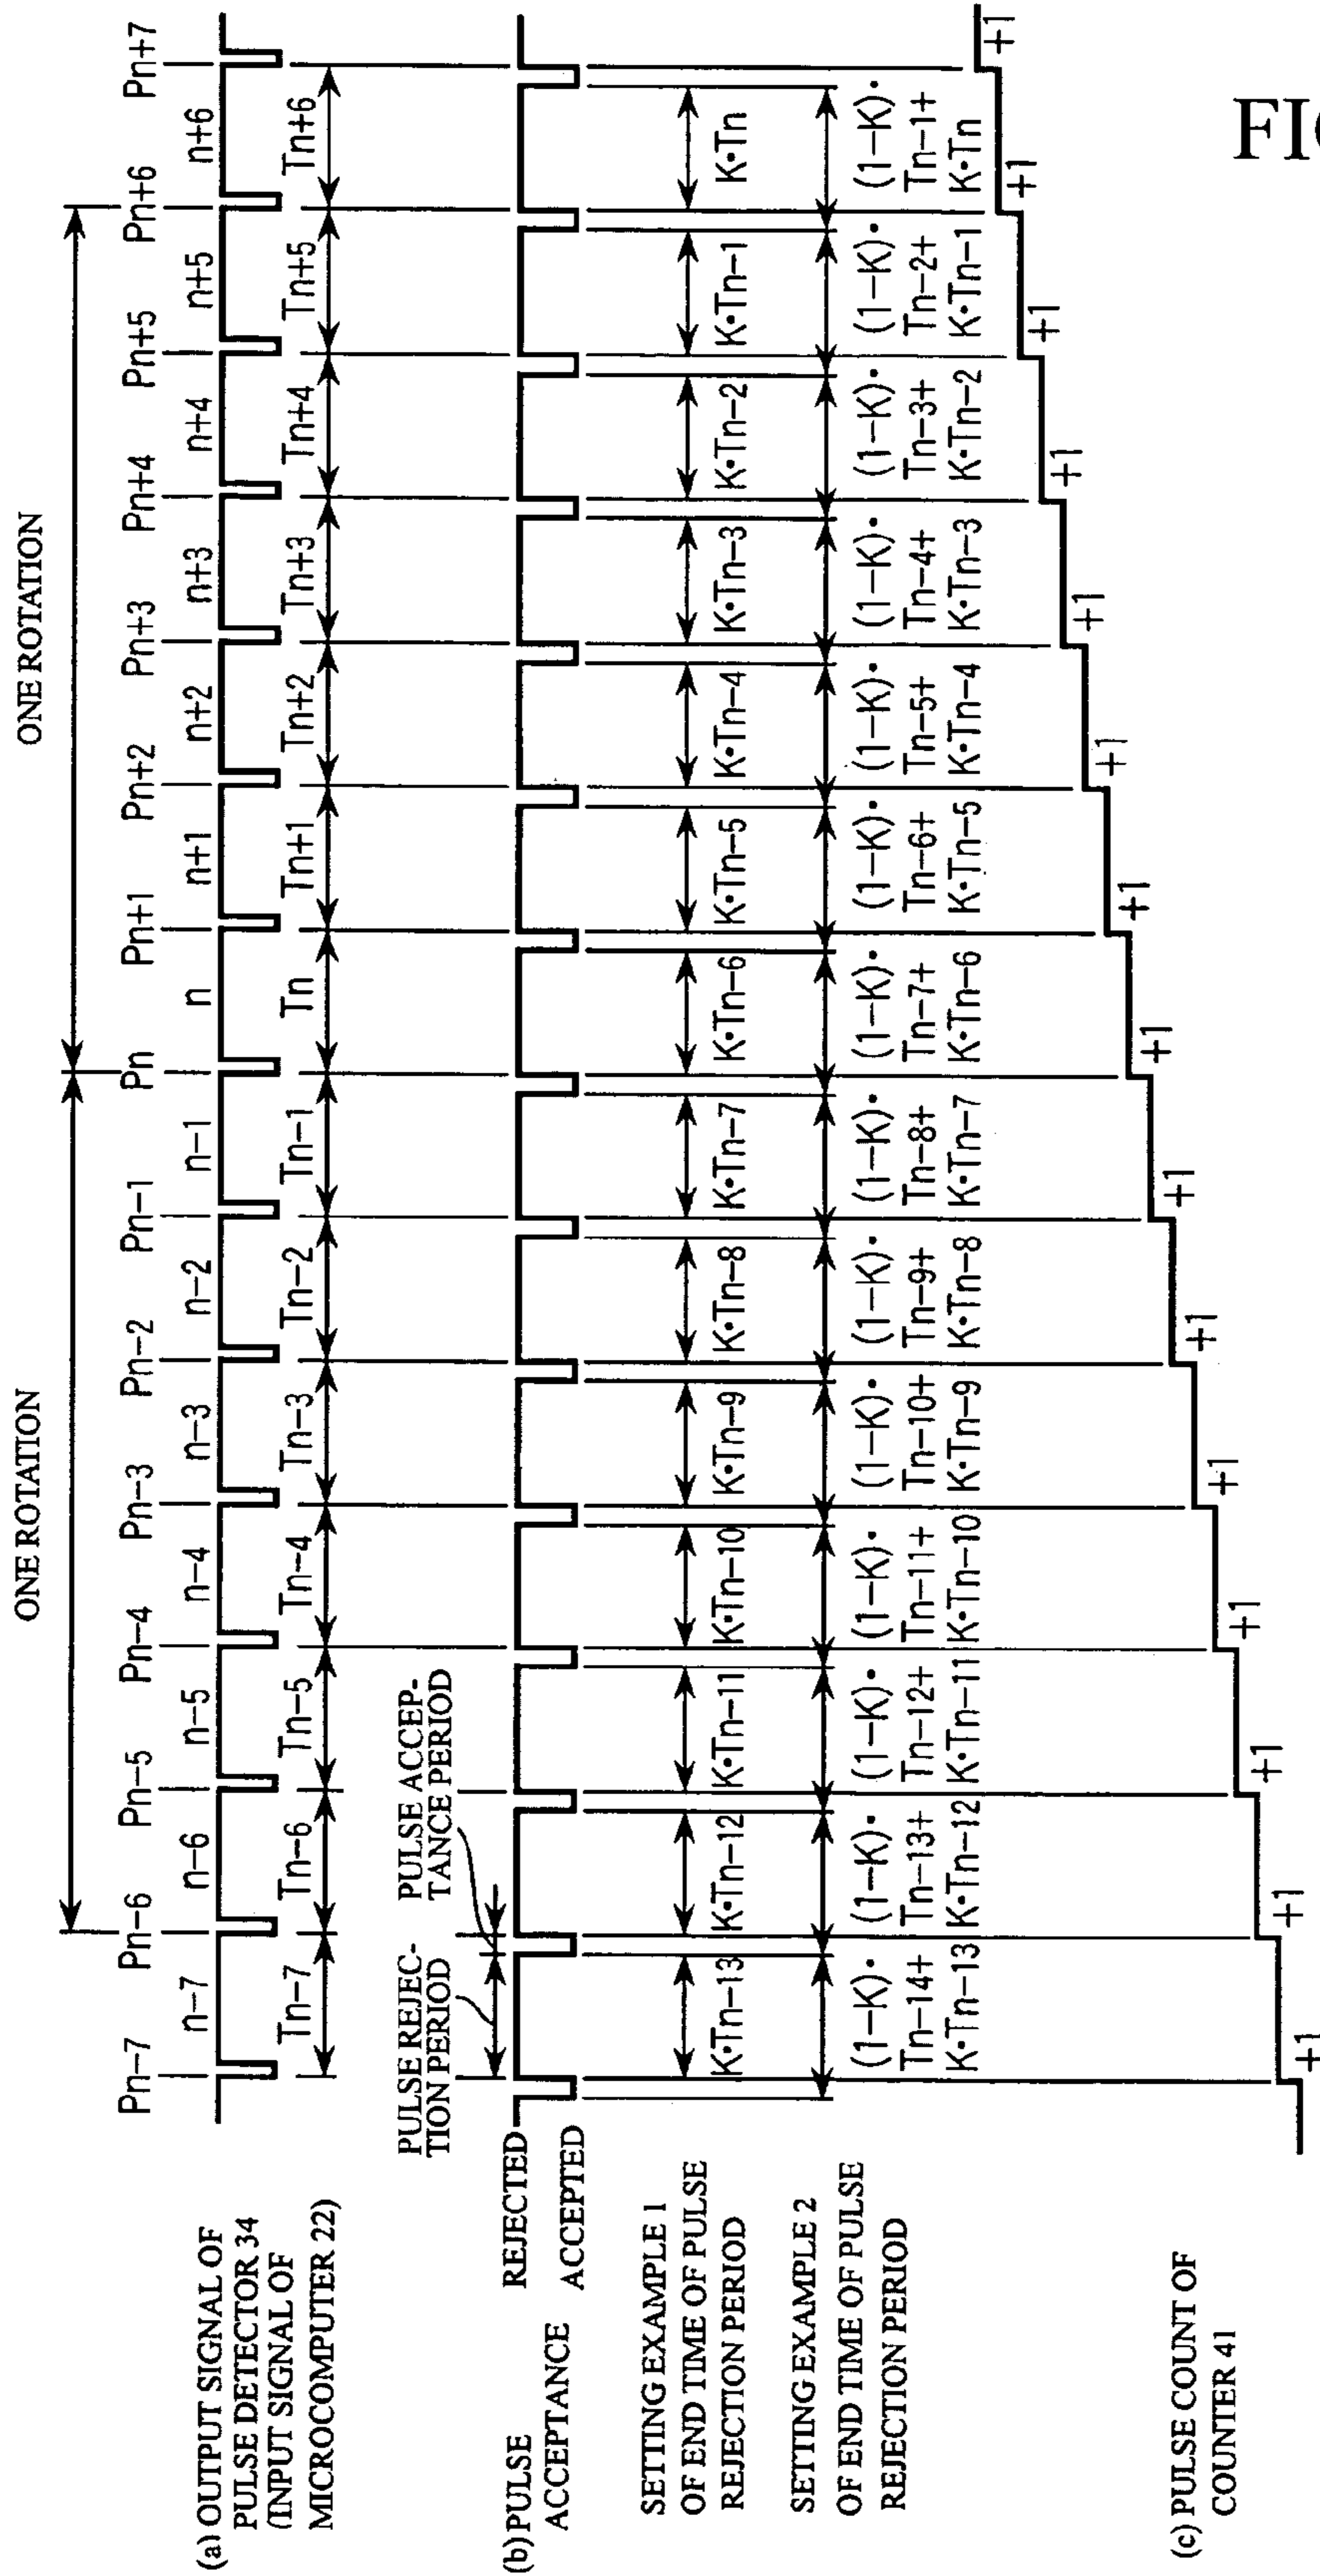 ONE ROTATION
ONE ROTATION
Pn−7 Pn−6 Pn−5 Pn−4 Pn−3 Pn−2 Pn−1 Pn Pn+1 Pn+2 Pn+3 Pn+4 Pn+5 Pn+6 Pn+7
n−7 n−6 n−5 n−4 n−3 n−2 n−1 n n+1 n+2 n+3 n+4 n+5 n+6
Tn−7 Tn−6 Tn−5 Tn−4 Tn−3 Tn−2 Tn−1 Tn Tn+1 Tn+2 Tn+3 Tn+4 Tn+5 Tn+6
(a) OUTPUT SIGNAL OF
PULSE DETECTOR 34
(INPUT SIGNAL OF
MICROCOMPUTER 22)
PULSE REJEC-
TION PERIOD
PULSE ACCEP-
TANCE PERIOD
(b) PULSE
ACCEPTANCE
REJECTED
ACCEPTED
SETTING EXAMPLE 1
OF END TIME OF PULSE
REJECTION PERIOD
K•Tn−13 K•Tn−12 K•Tn−11 K•Tn−10 K•Tn−9 K•Tn−8 K•Tn−7 K•Tn−6 K•Tn−5 K•Tn−4 K•Tn−3 K•Tn−2 K•Tn−1 K•Tn
SETTING EXAMPLE 2
OF END TIME OF PULSE
REJECTION PERIOD
(1−K)• (1−K)• (1−K)• (1−K)• (1−K)• (1−K)• (1−K)• (1−K)• (1−K)• (1−K)• (1−K)• (1−K)• (1−K)• (1−K)•
Tn−14+ Tn−13+ Tn−12+ Tn−11+ Tn−10+ Tn−9+ Tn−8+ Tn−7+ Tn−6+ Tn−5+ Tn−4+ Tn−3+ Tn−2+ Tn−1+
K•Tn−13 K•Tn−12 K•Tn−11 K•Tn−10 K•Tn−9 K•Tn−8 K•Tn−7 K•Tn−6 K•Tn−5 K•Tn−4 K•Tn−3 K•Tn−2 K•Tn−1 K•Tn
(c) PULSE COUNT OF
COUNTER 41
+1 +1 +1 +1 +1 +1 +1 +1 +1 +1 +1 +1 +1 +1 +1